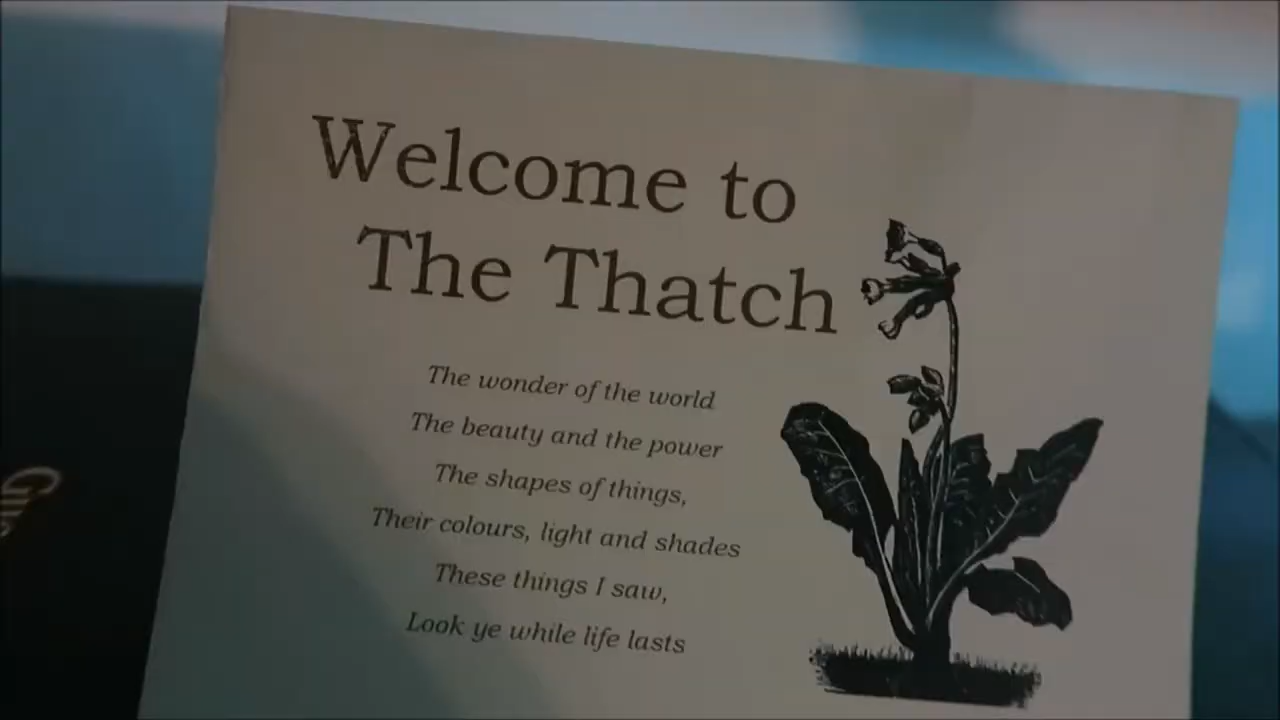 Welcome to
The Thatch
The wonder of the world
The beauty and the power
The shapes of things,
Their colours, light and shades
These things I saw,
Look ye while life lasts